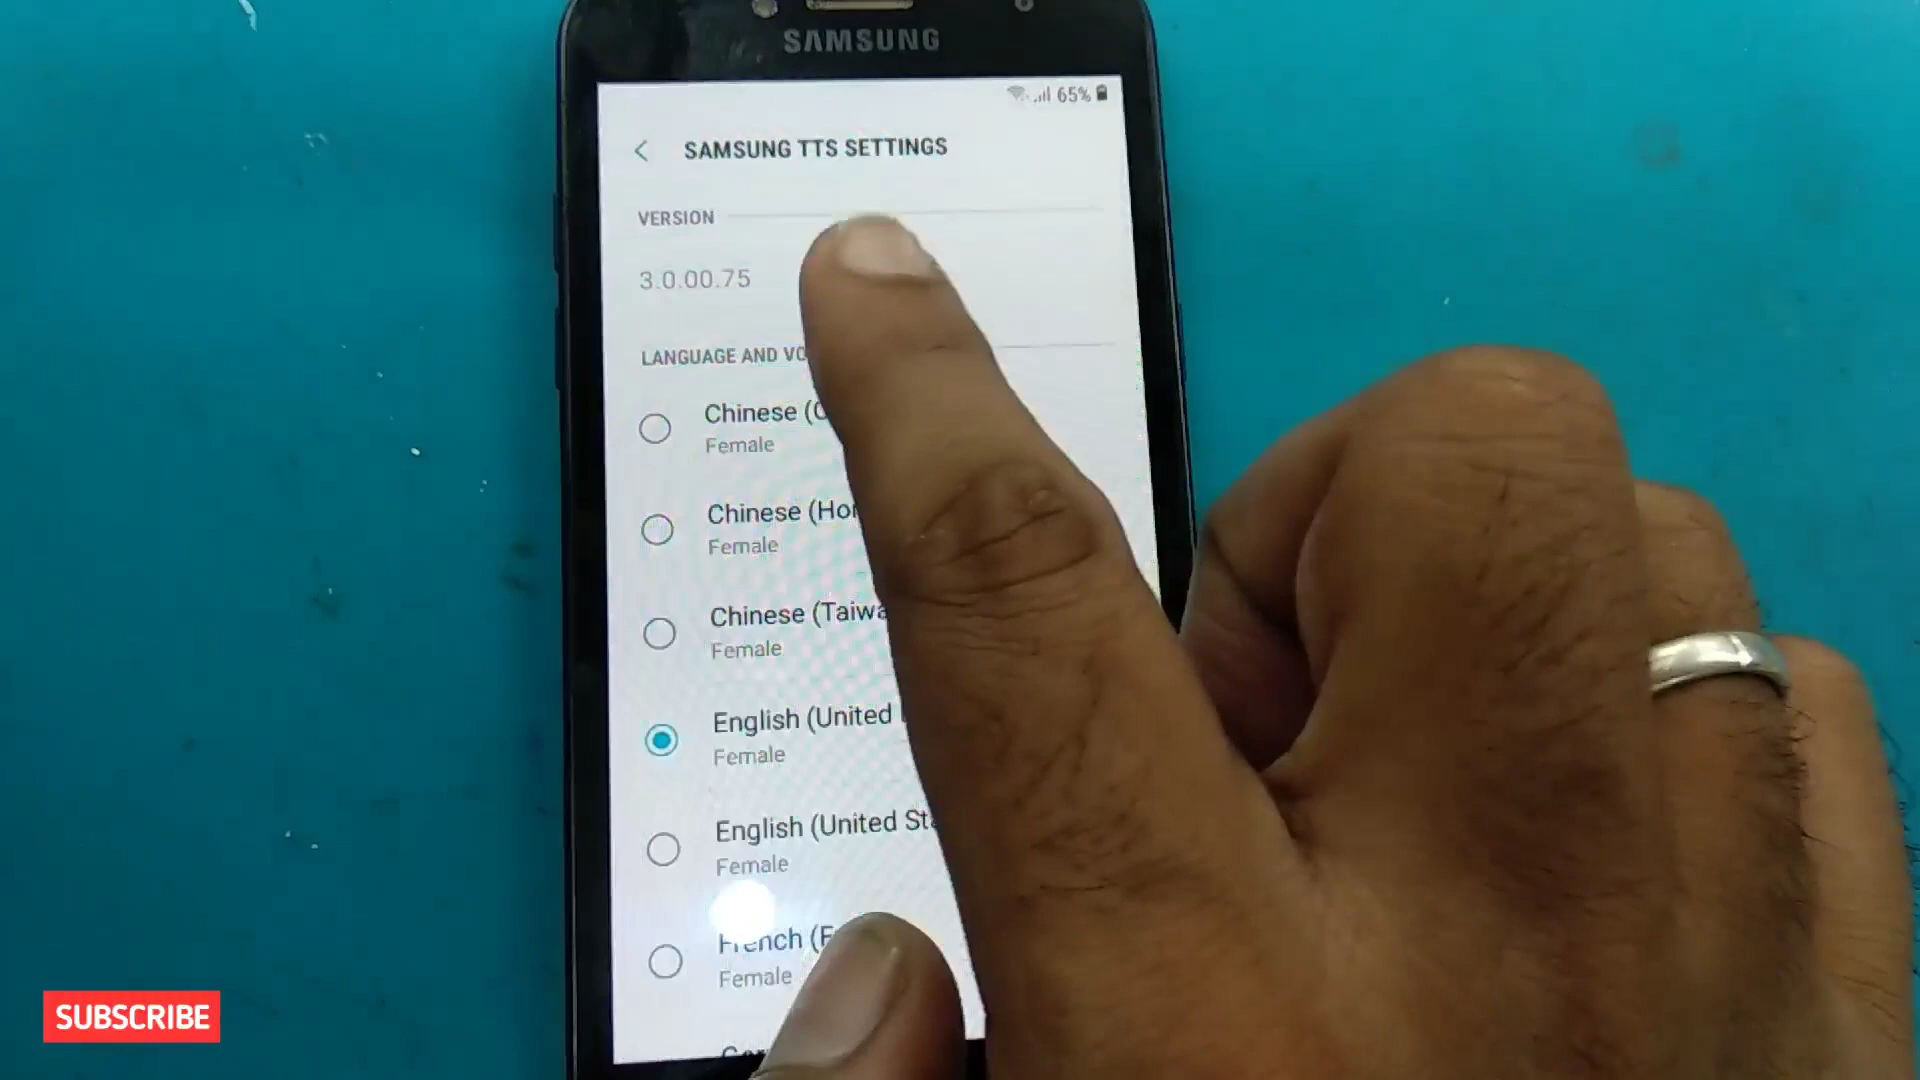 SAMSUNG
65%
SAMSUNG TTS SETTINGS
VERSION
3.0.00.75
LANGUAGE AND VO
Chinese (C
Female
Chinese (Hon
Female
Chinese (Taiwa
Female
English (United
Female
English (United Sta
Female
French (F
Female
SUBSCRIBE